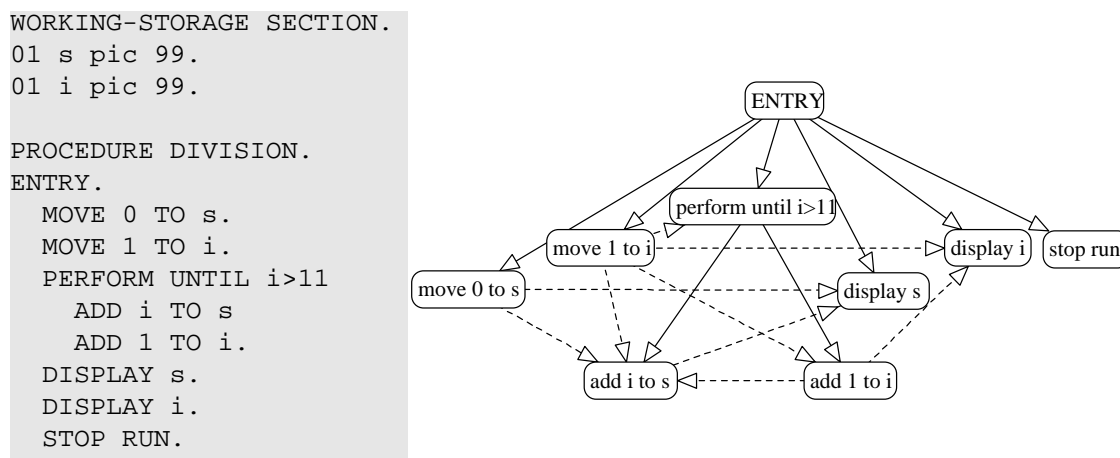 WORKING-STORAGE SECTION.
01 s pic 99.
01 i pic 99.
PROCEDURE DIVISION.
ENTRY.
MOVE 0 TO s.
MOVE 1 TO i.
PERFORM UNTIL i>11
ADD i TO s
ADD 1 TO i.
DISPLAY s.
DISPLAY i.
STOP RUN.
ENTRY
perform until i>11
move 1 to i
display i
stop run
move 0 to s
display s
add i to s
add 1 to i